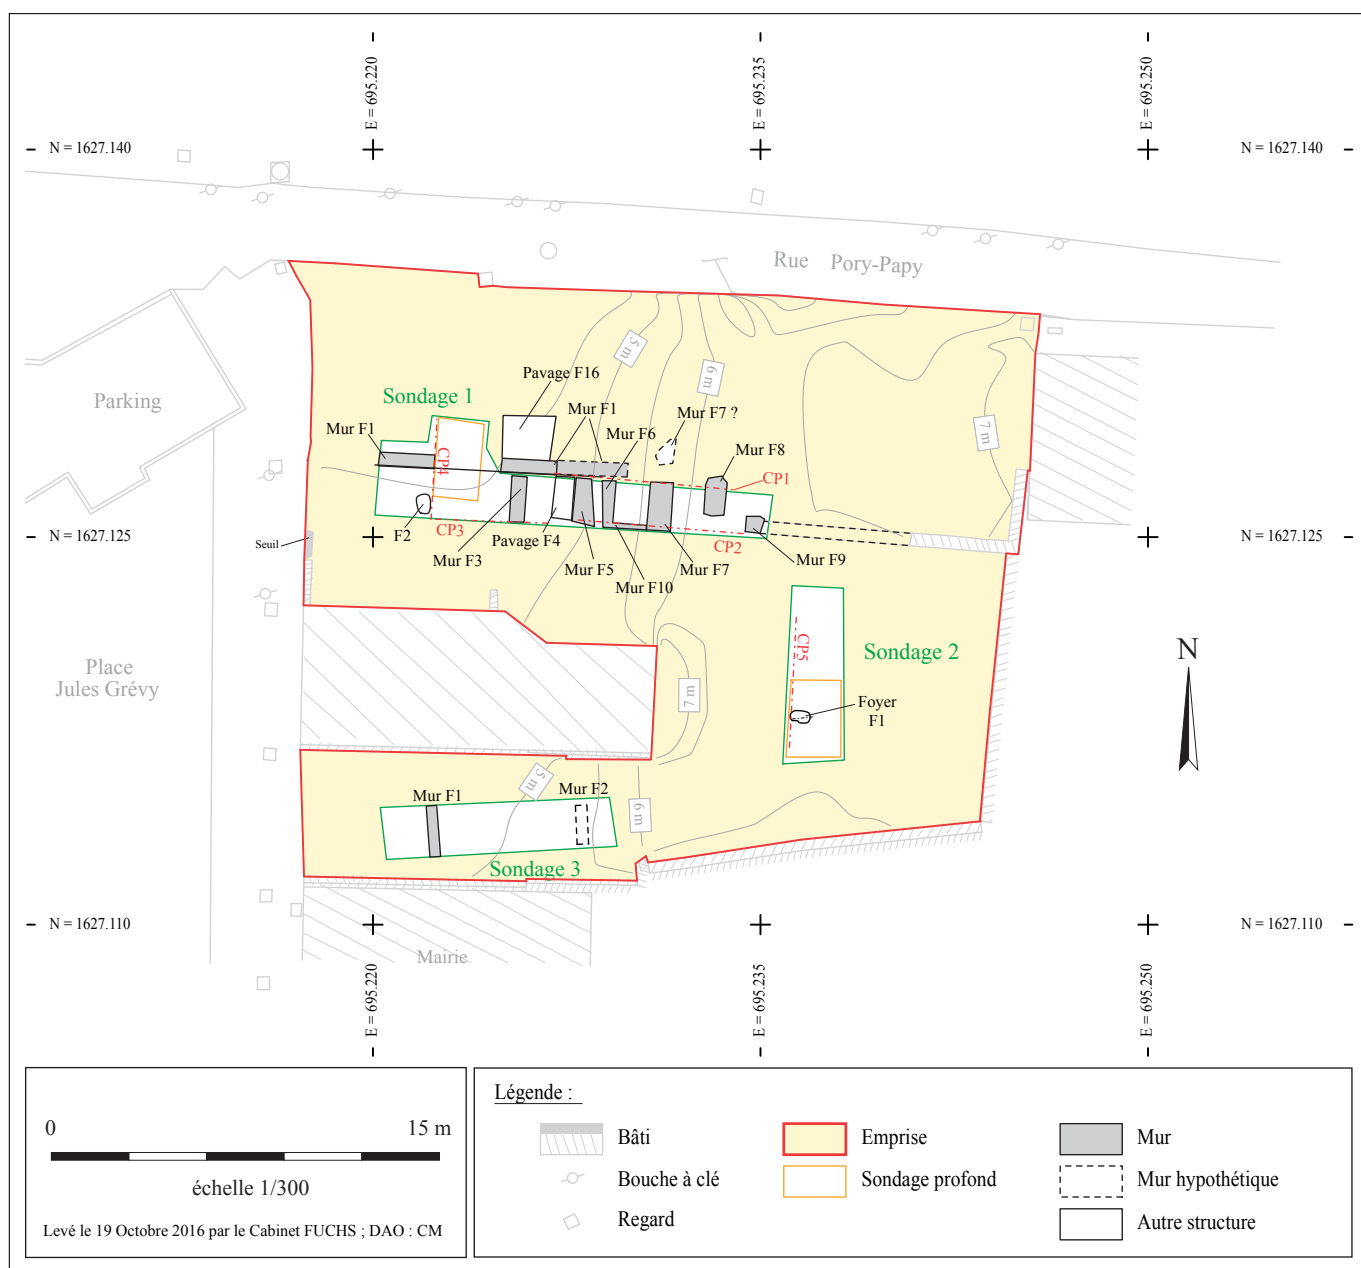 E = 695.220
E = 695.235
E = 695.250
N = 1627.140
N = 1627.140
Rue Pory-Papy
5 m
6 m
7 m
Parking
Sondage 1
Pavage F16
Mur F1
Mur F1
Mur F6
Mur F7 ?
Mur F8
CP4
CP1
F2
CP3
Mur F3
Pavage F4
Mur F5
Mur F10
Mur F7
CP2
Mur F9
N = 1627.125
N = 1627.125
Seuil
Place
Jules Grévy
CP5
Sondage 2
Foyer
F1
7 m
N
5 m
6 m
Mur F1
Mur F2
Sondage 3
N = 1627.110
N = 1627.110
Mairie
E = 695.220
E = 695.235
E = 695.250
0
15 m
échelle 1/300
Levé le 19 Octobre 2016 par le Cabinet FUCHS ; DAO : CM
Légende :
Bâti
Bouche à clé
Regard
Emprise
Sondage profond
Mur
Mur hypothétique
Autre structure